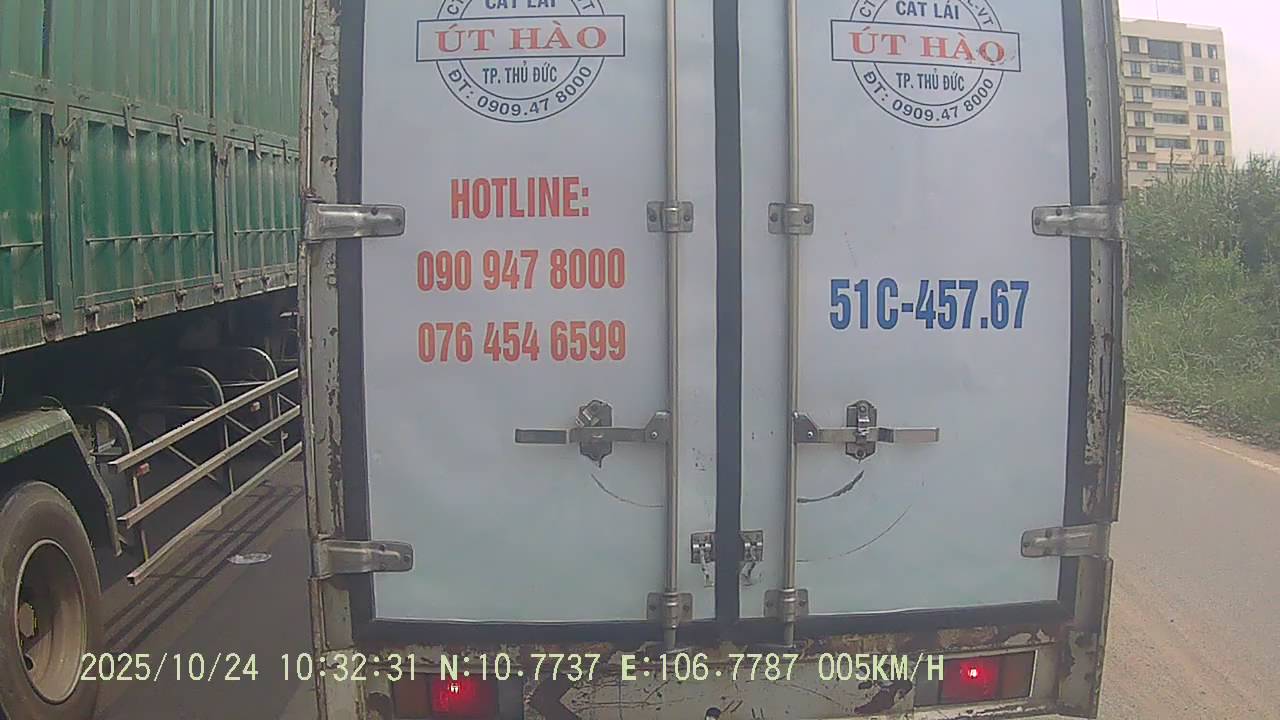 CÁT LÁI
ÚT HÀO
TP. THỦ ĐỨC
ĐT: 0909.47 8000
CÁT LÁI
ÚT HÀO
TP. THỦ ĐỨC
ĐT: 0909.47 8000
HOTLINE:
090 947 8000
076 454 6599
51C-457.67
2025/10/24 10:32:31 N:10.7737 E:106.7787 005KM/H